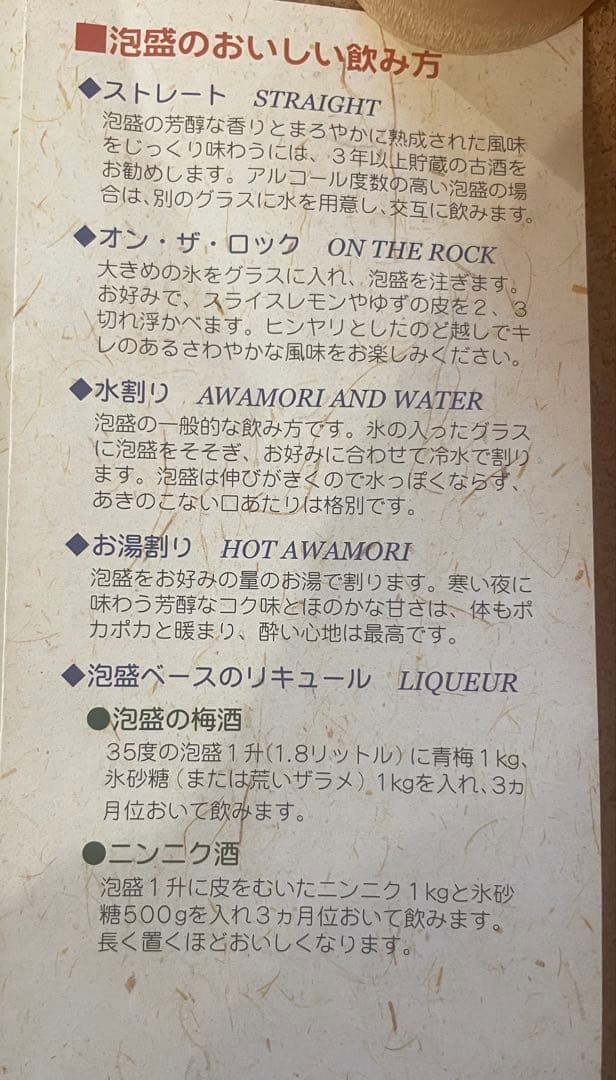 ■泡盛のおいしい飲み方
◆ストレート STRAIGHT
泡盛の芳醇な香りとまろやかに熟成された風味
をじっくり味わうには、3年以上貯蔵の古酒を
お勧めします。アルコール度数の高い泡盛の場
合は、別のグラスに水を用意し、交互に飲みます。
◆オン・ザ・ロック ON THE ROCK
大きめの氷をグラスに入れ、泡盛を注ぎます。
お好みで、スライスレモンやゆずの皮を2、3
切れ浮かべます。ヒンヤリとしたのど越しでキ
レのあるさわやかな風味をお楽しみください。
◆水割り AWAMORI AND WATER
泡盛の一般的な飲み方です。氷の入ったグラス
に泡盛をそそぎ、お好みに合わせて冷水で割り
ます。泡盛は伸びがきくので水っぽくならず、
あきのこない口あたりは格別です。
◆お湯割り HOT AWAMORI
泡盛をお好みの量のお湯で割ります。寒い夜に
味わう芳醇なコク味とほのかな甘さは、体もポ
カポカと暖まり、酔い心地は最高です。
◆泡盛ベースのリキュール LIQUEUR
●泡盛の梅酒
35度の泡盛1升(1.8リットル)に青梅1kg、
氷砂糖(または荒いザラメ)1kgを入れ、3ヵ
月位おいて飲みます。
●ニンニク酒
泡盛1升に皮をむいたニンニク1kgと氷砂
糖500gを入れ3ヵ月位おいて飲みます。
長く置くほどおいしくなります。